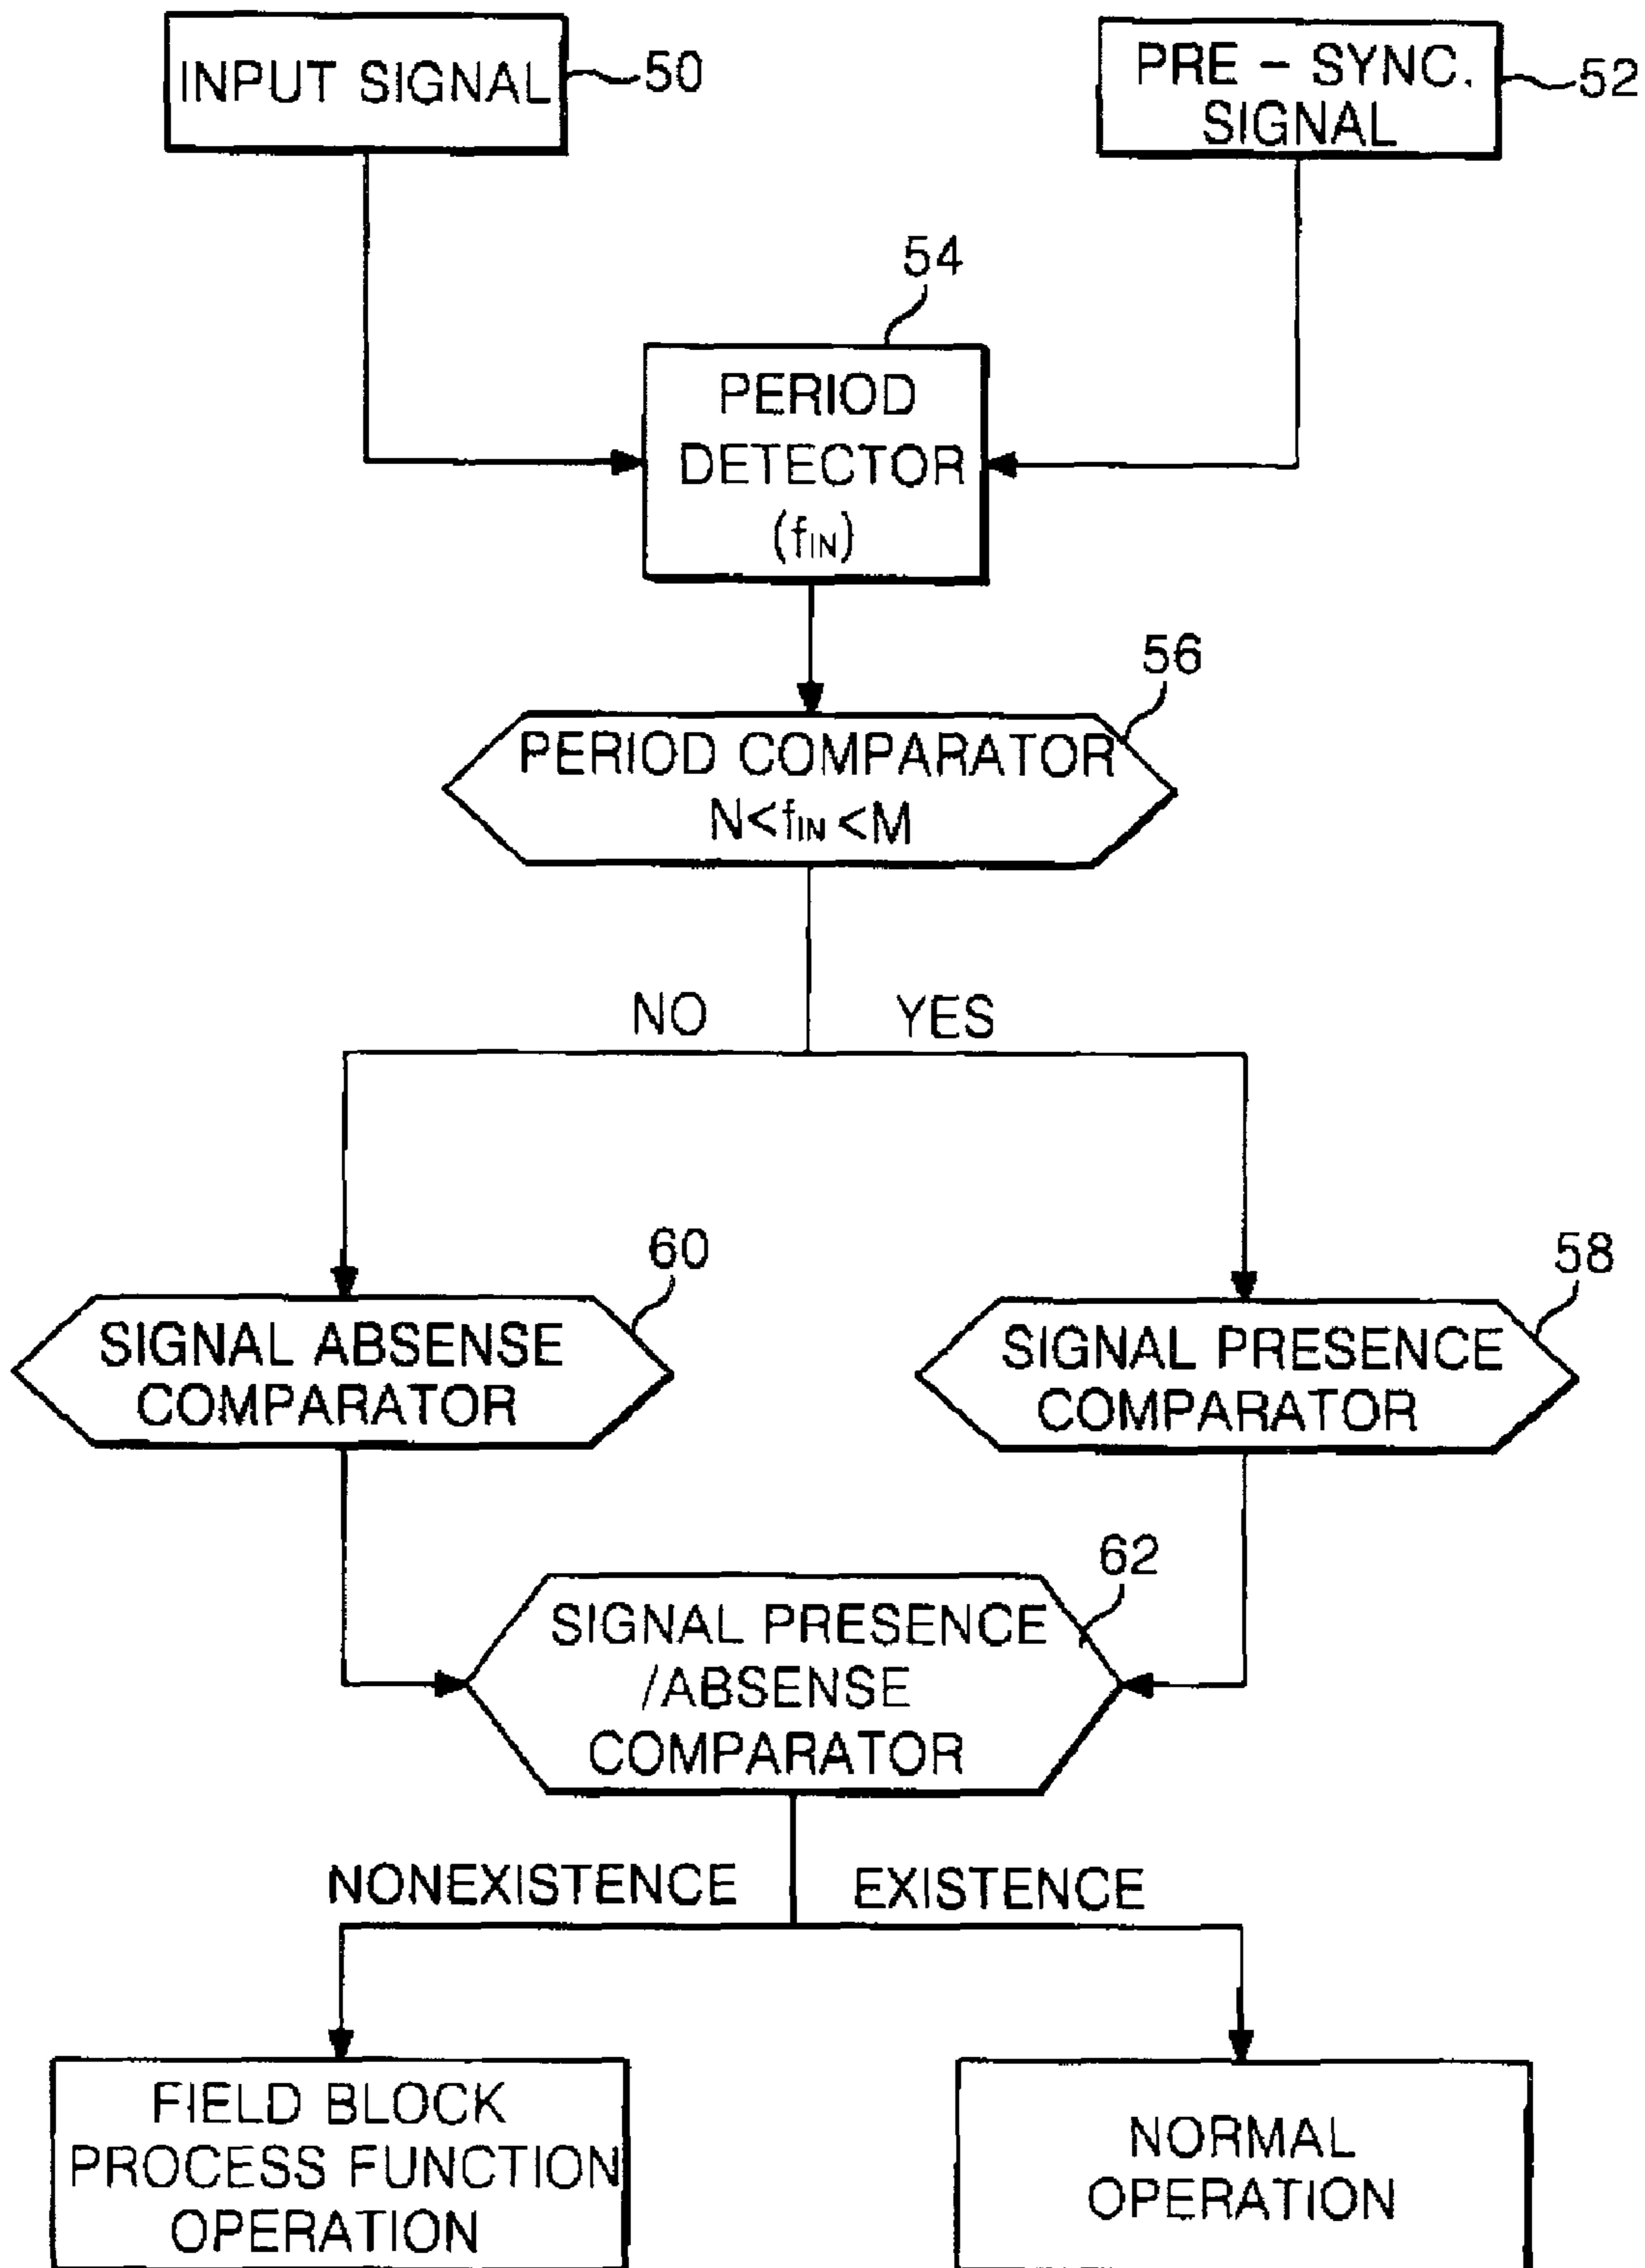 INPUT SIGNAL
50
PRE - SYNC.
SIGNAL
52
54
PERIOD
DETECTOR
(fIN)
56
PERIOD COMPARATOR
N<fIN<M
NO
YES
60
58
SIGNAL ABSENSE
COMPARATOR
SIGNAL PRESENCE
COMPARATOR
62
SIGNAL PRESENCE
/ABSENSE
COMPARATOR
NONEXISTENCE
EXISTENCE
FIELD BLOCK
PROCESS FUNCTION
OPERATION
NORMAL
OPERATION